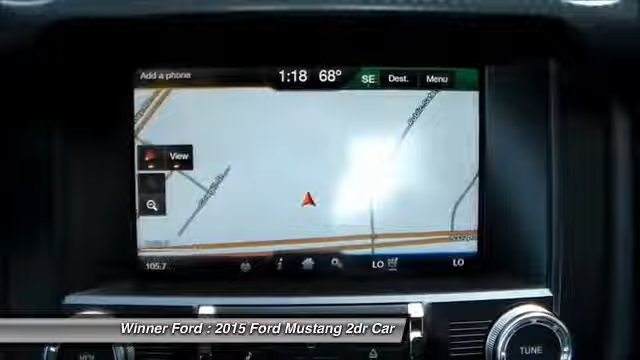 Add a phone 1:18 68° SE Dest. Menu
View
105.7 LO LO
Winner Ford : 2015 Ford Mustang 2dr Car
VOL TUNE